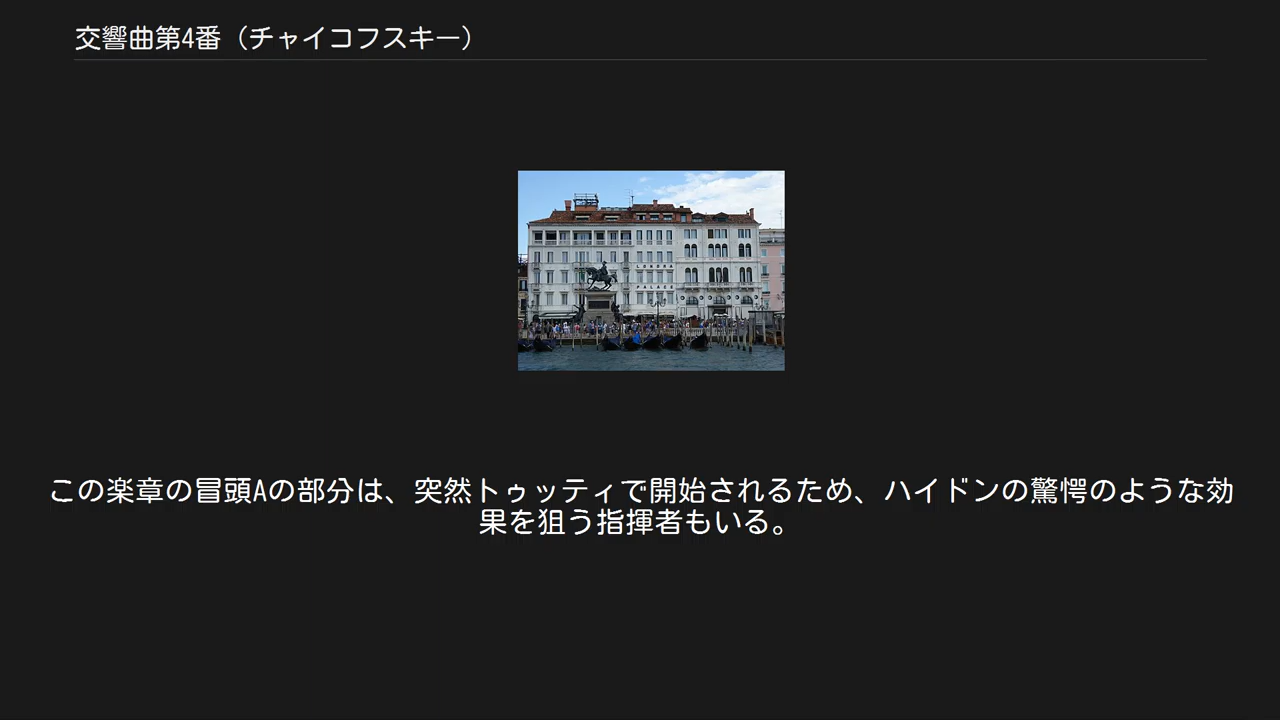 交響曲第4番（チャイコフスキー）
LONDRA
PALACE
この楽章の冒頭Aの部分は、突然トゥッティで開始されるため、ハイドンの驚愕のような効
果を狙う指揮者もいる。